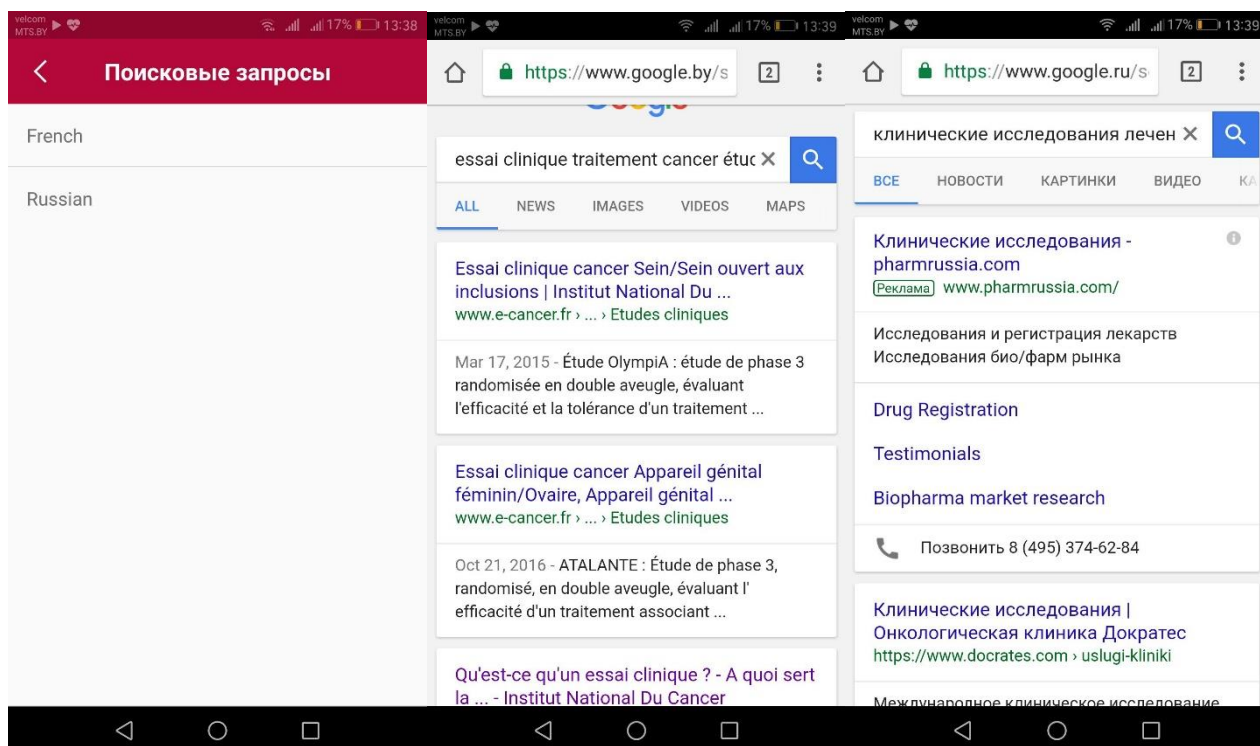 velcom
MTS.BY
17% 13:38
Поисковые запросы
French
Russian
velcom
MTS.BY
17% 13:39
https://www.google.by/s
2
Google
essai clinique traitement cancer étuc
ALL NEWS IMAGES VIDEOS MAPS
Essai clinique cancer Sein/Sein ouvert aux
inclusions | Institut National Du ...
www.e-cancer.fr › ... › Etudes cliniques
Mar 17, 2015 - Étude OlympiA : étude de phase 3
randomisée en double aveugle, évaluant
l'efficacité et la tolérance d'un traitement ...
Essai clinique cancer Appareil génital
féminin/Ovaire, Appareil génital ...
www.e-cancer.fr › ... › Etudes cliniques
Oct 21, 2016 - ATALANTE : Étude de phase 3,
randomisé, en double aveugle, évaluant l'
efficacité d'un traitement associant ...
Qu'est-ce qu'un essai clinique ? - A quoi sert
la ... - Institut National Du Cancer
velcom
MTS.BY
17% 13:39
https://www.google.ru/s
2
клинические исследования лечен
ВСЕ НОВОСТИ КАРТИНКИ ВИДЕО КА
Клинические исследования -
pharmrussia.com
Реклама www.pharmrussia.com/
Исследования и регистрация лекарств
Исследования био/фарм рынка
Drug Registration
Testimonials
Biopharma market research
Позвонить 8 (495) 374-62-84
Клинические исследования |
Онкологическая клиника Дократес
https://www.docrates.com › uslugi-kliniki
Международное клиническое исследование